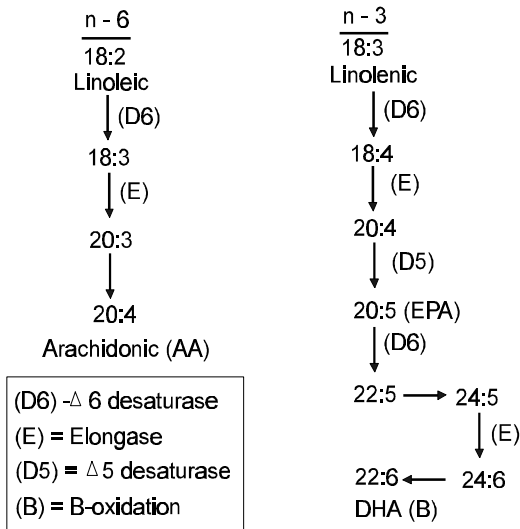 n - 6
18:2
Linoleic
(D6)
18:3
(E)
20:3
20:4
Arachidonic (AA)
n - 3
18:3
Linolenic
(D6)
18:4
(E)
20:4
(D5)
20:5 (EPA)
(D6)
22:5
24:5
(E)
22:6
24:6
DHA (B)
(D6) -Δ 6 desaturase
(E) = Elongase
(D5) = Δ 5 desaturase
(B) = B-oxidation